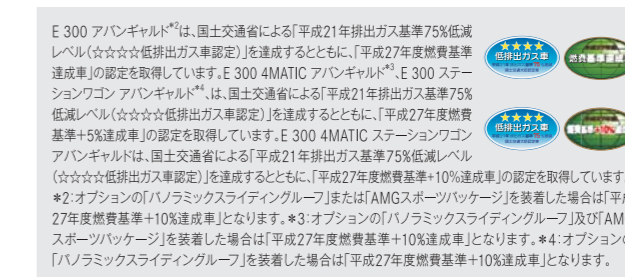 E 300 アバンギャルド*2は、国土交通省による「平成21年排出ガス基準75%低減
レベル(☆☆☆☆低排出ガス車認定)」を達成するとともに、「平成27年度燃費基準
達成車」の認定を取得しています。E 300 4MATIC アバンギャルド*3、E 300 ステー
ションワゴン アバンギャルド*4、は、国土交通省による「平成21年排出ガス基準75%
低減レベル(☆☆☆☆低排出ガス車認定)」を達成するとともに、「平成27年度燃費
基準+5%達成車」の認定を取得しています。E 300 4MATIC ステーションワゴン
アバンギャルドは、国土交通省による「平成21年排出ガス基準75%低減レベル
(☆☆☆☆低排出ガス車認定)」を達成するとともに、「平成27年度燃費基準+10%達成車」の認定を取得しています
*2:オプションの「パノラミックスライディングルーフ」または「AMGスポーツパッケージ」を装着した場合は「平成
27年度燃費基準+10%達成車」となります。*3:オプションの「パノラミックスライディングルーフ」及び「AM
スポーツパッケージ」を装着した場合は「平成27年度燃費基準+10%達成車」となります。*4:オプションの
「パノラミックスライディングルーフ」を装着した場合は「平成27年度燃費基準+10%達成車」となります。
★★★★
低排出ガス車
燃費基準達成
★★★★
低排出ガス車